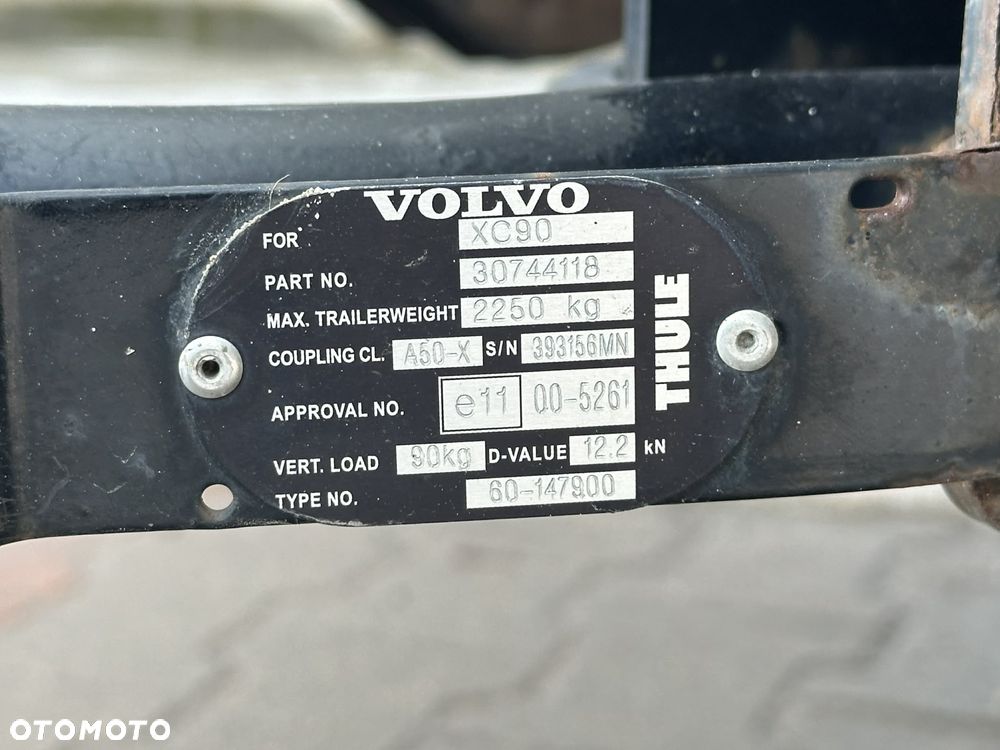 VOLVO
FOR XC90
PART NO. 30744118
MAX. TRAILERWEIGHT 2250 kg
COUPLING CL. A50-X S/N 393156MN
APPROVAL NO. e11 00-5261
VERT. LOAD 90kg D-VALUE 12.2 kN
TYPE NO. 60-147900
THULE
OTOMOTO